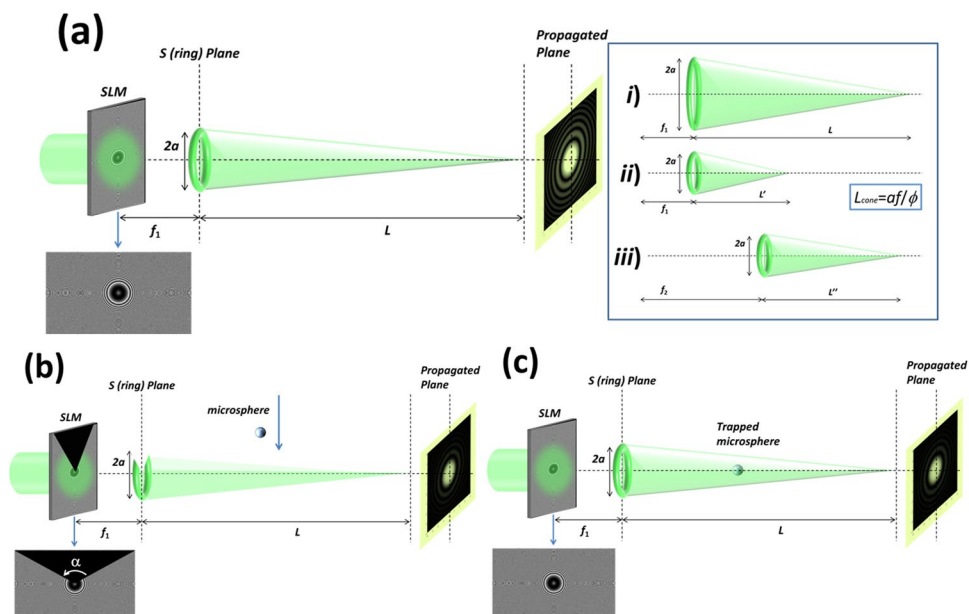 (a)
S (ring) Plane
Propagated
Plane
SLM
2a
f₁
L
i)
2a
f₁
L
ii)
2a
f₁
L'
Lcone=af/ϕ
iii)
2a
f₂
L''
(b)
S (ring) Plane
Propagated
Plane
SLM
microsphere
2a
f₁
L
α
(c)
S (ring) Plane
Propagated
Plane
SLM
Trapped
microsphere
2a
f₁
L